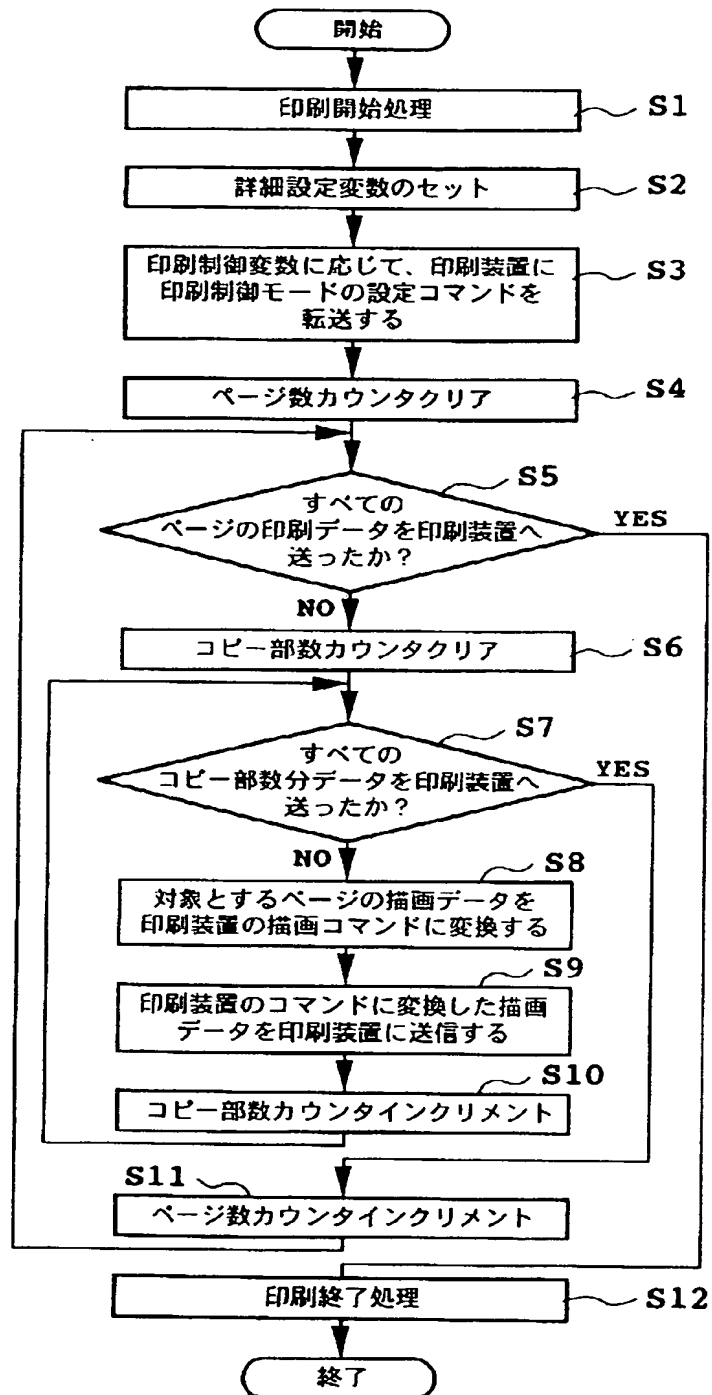 開始
印刷開始処理
S1
詳細設定変数のセット
S2
印刷制御変数に応じて、印刷装置に
印刷制御モードの設定コマンドを
転送する
S3
ページ数カウンタクリア
S4
S5
すべての
ページの印刷データを印刷装置へ
送ったか？
YES
NO
コピー部数カウンタクリア
S6
S7
すべての
コピー部数分データを印刷装置へ
送ったか？
YES
NO
S8
対象とするページの描画データを
印刷装置の描画コマンドに変換する
S9
印刷装置のコマンドに変換した描画
データを印刷装置に送信する
S10
コピー部数カウンタインクリメント
S11
ページ数カウンタインクリメント
印刷終了処理
S12
終了